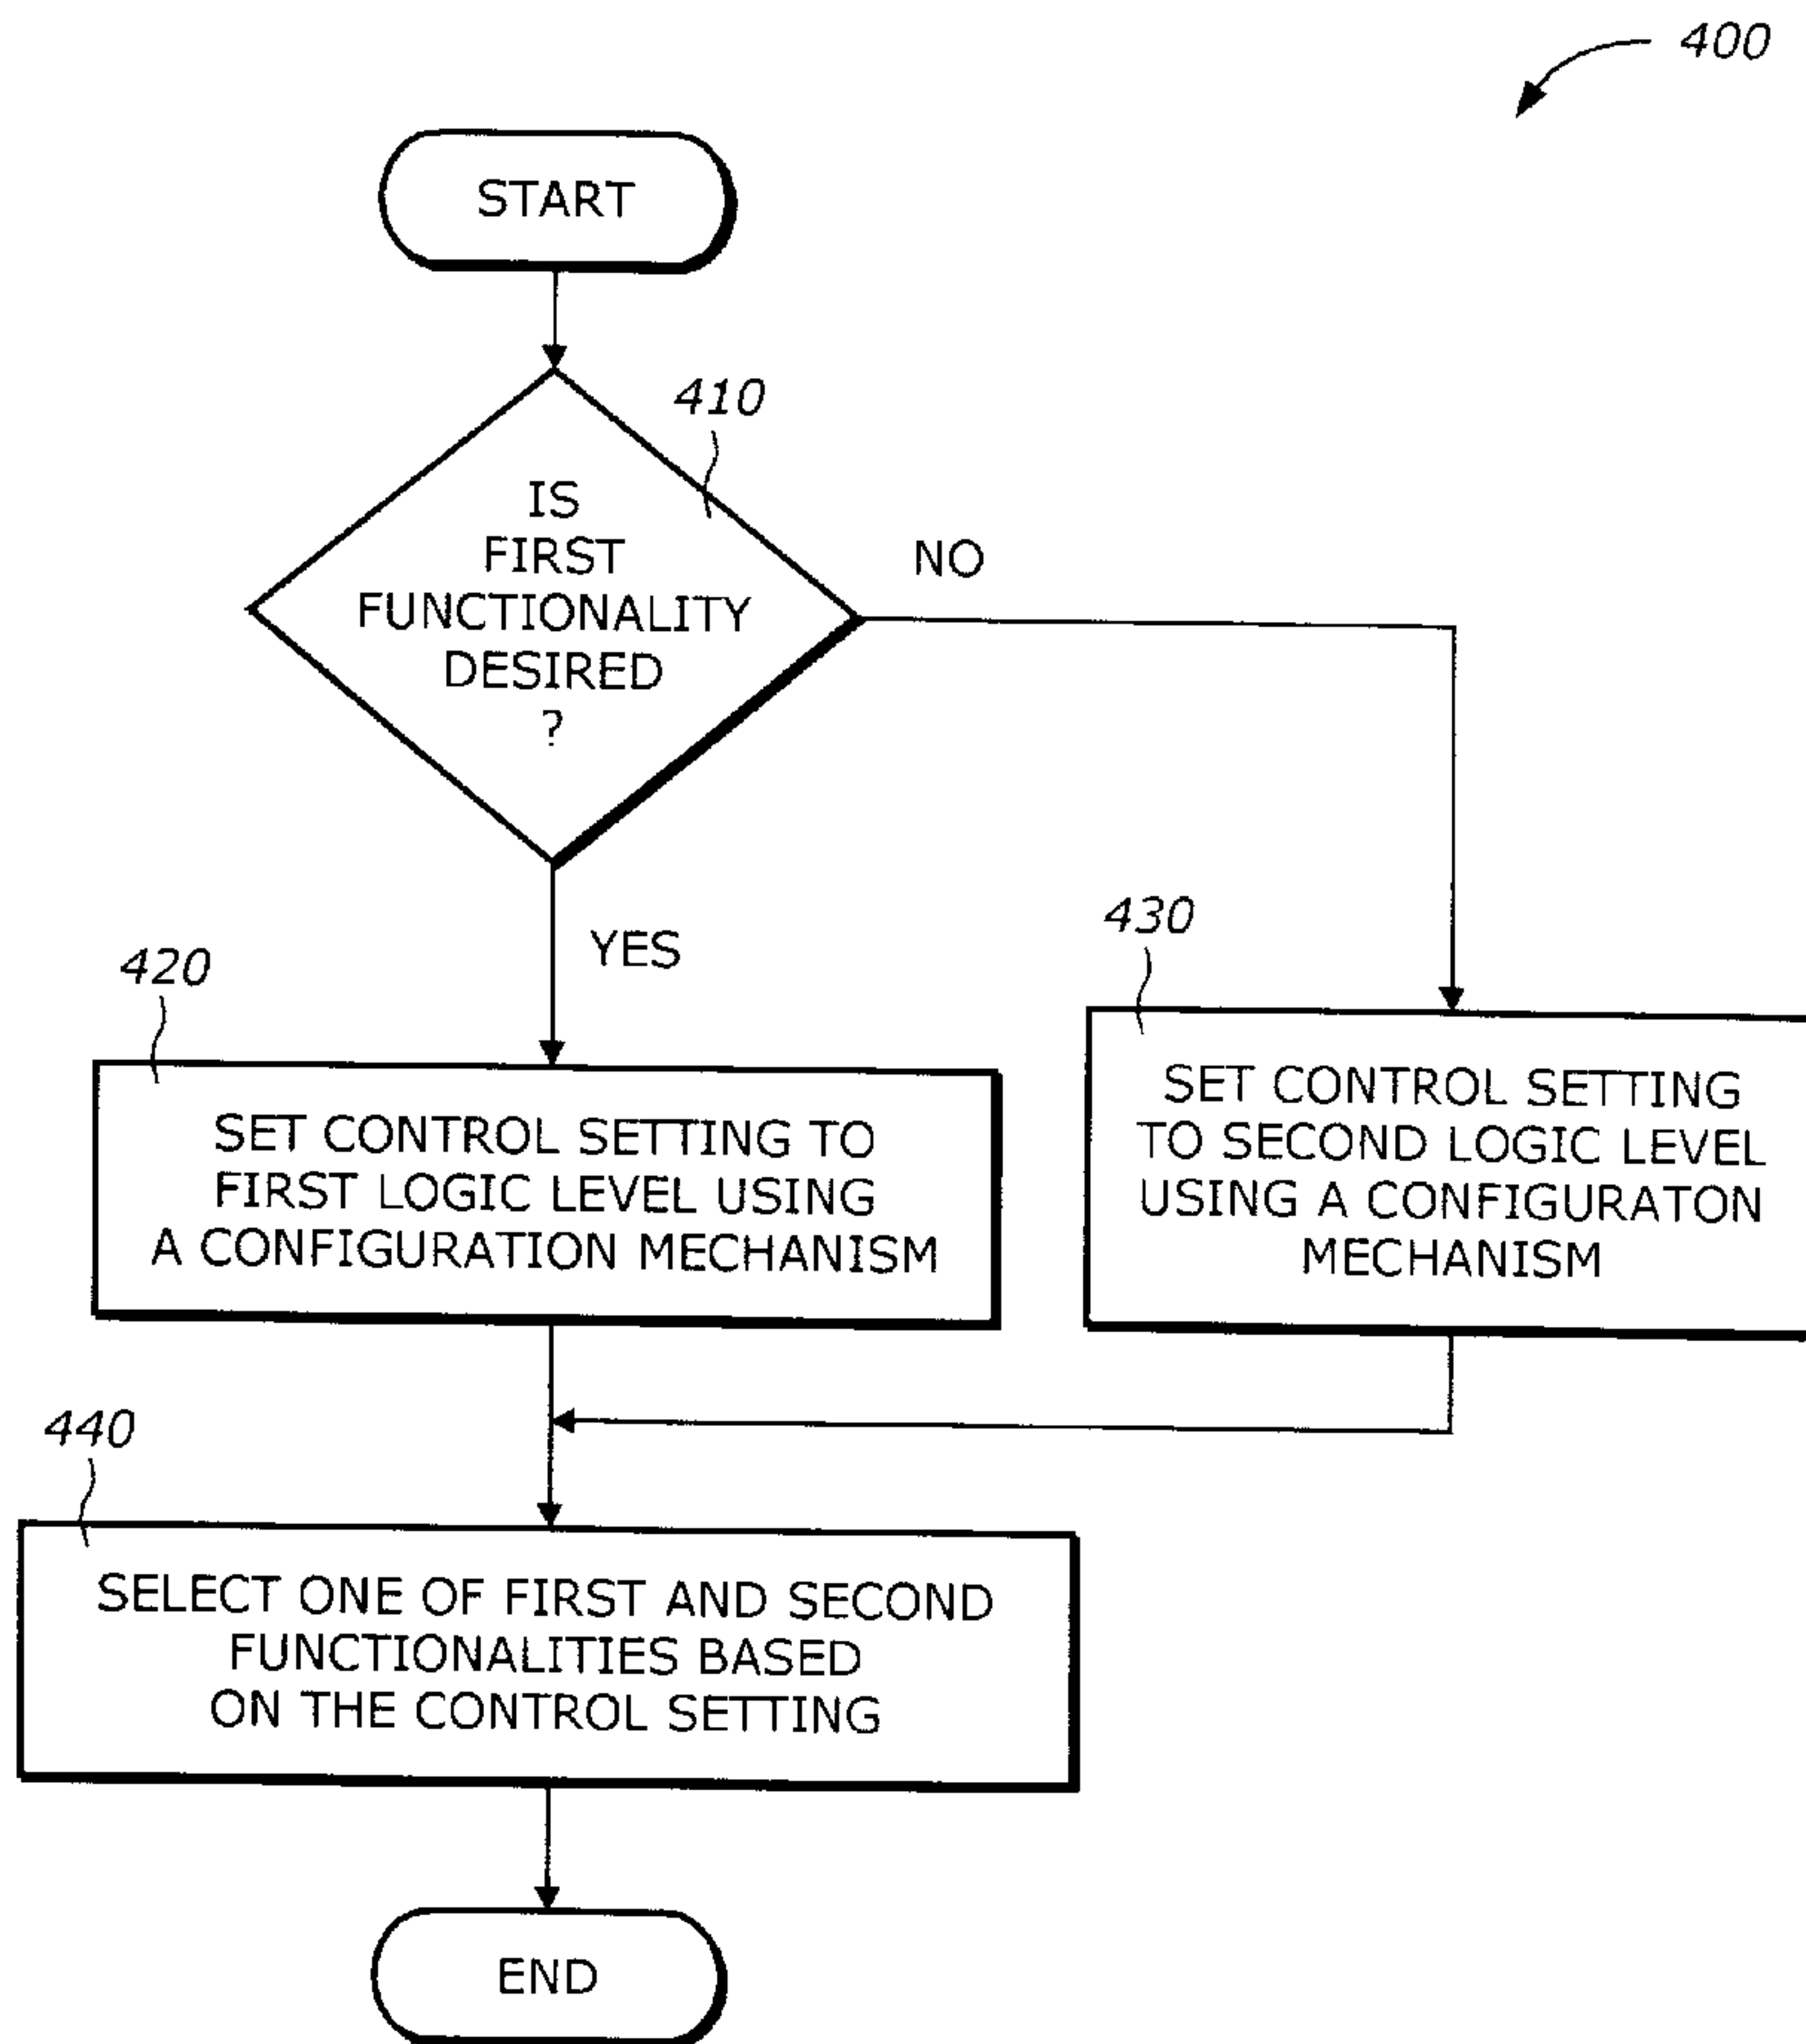 400
START
410
IS
FIRST
FUNCTIONALITY
DESIRED
?
NO
YES
420
SET CONTROL SETTING TO
FIRST LOGIC LEVEL USING
A CONFIGURATION MECHANISM
430
SET CONTROL SETTING
TO SECOND LOGIC LEVEL
USING A CONFIGURATON
MECHANISM
440
SELECT ONE OF FIRST AND SECOND
FUNCTIONALITIES BASED
ON THE CONTROL SETTING
END